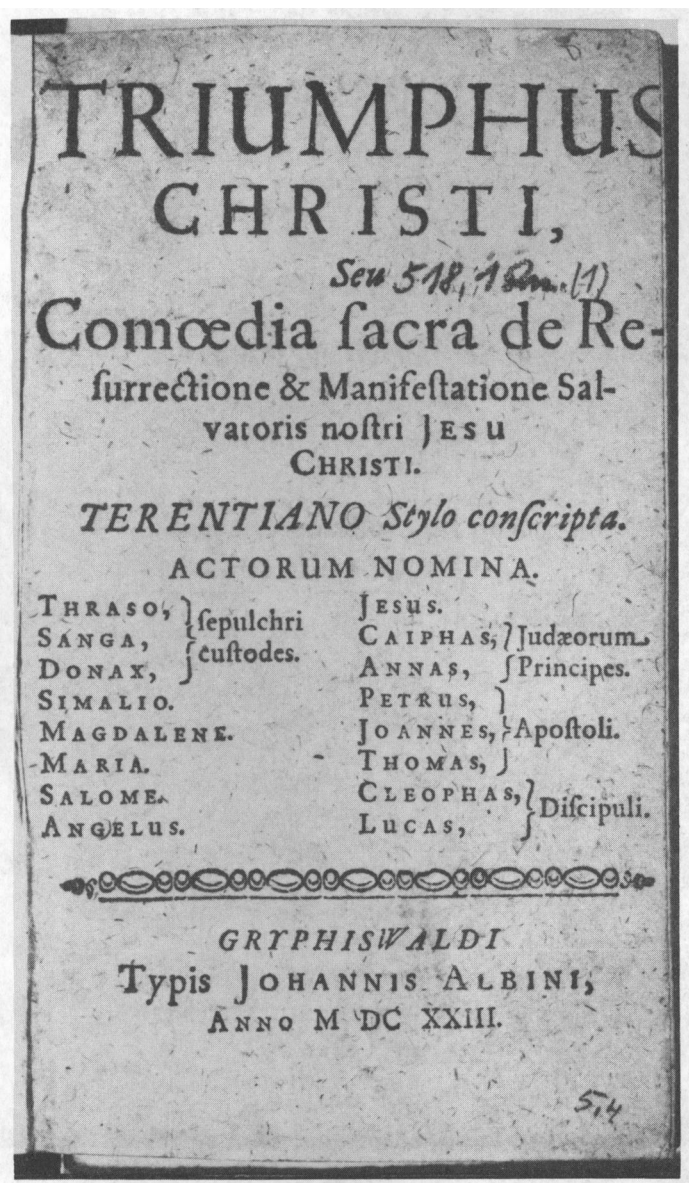 TRIUMPHUS
CHRISTI,
Seu 518, 1 (1)
Comœdia ſacra de Re-
ſurrectione & Manifeſtatione Sal-
vatoris noſtri JESU
CHRISTI.
TERENTIANO Stylo conſcripta.
ACTORUM NOMINA.
THRASO,
SANGA,
DONAX,
ſepulchri
cuſtodes.
SIMALIO.
MAGDALENE.
MARIA.
SALOME.
ANGELUS.
JESUS.
CAIPHAS, Judæorum
ANNAS, Principes.
PETRUS,
JOANNES, Apoſtoli.
THOMAS,
CLEOPHAS,
LUCAS,
Diſcipuli.
GRYPHISWALDI
Typis JOHANNIS ALBINI,
ANNO M DC XXIII.
5,4